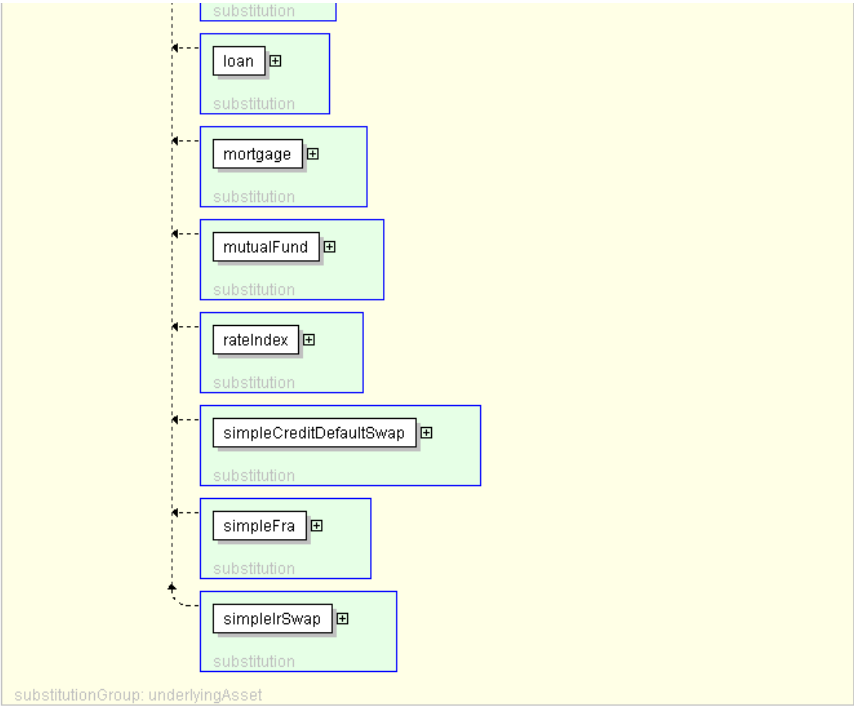 substitution
loan
substitution
mortgage
substitution
mutualFund
substitution
rateIndex
substitution
simpleCreditDefaultSwap
substitution
simpleFra
substitution
simpleIrSwap
substitution
substitutionGroup: underlyingAsset